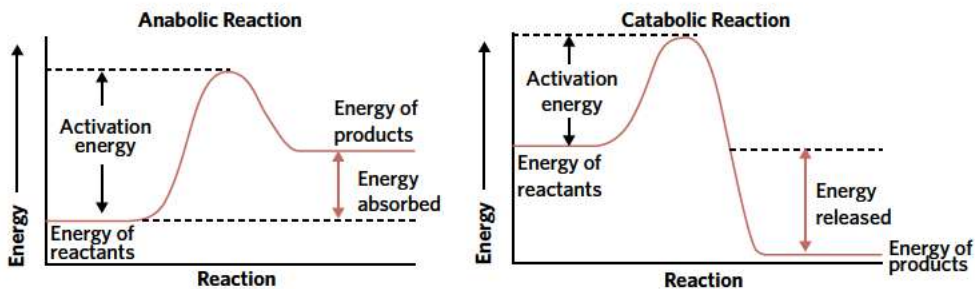 Anabolic Reaction
Energy
Activation
energy
Energy of
products
Energy
absorbed
Energy of
reactants
Reaction
Catabolic Reaction
Energy
Activation
energy
Energy of
reactants
Energy
released
Energy of
products
Reaction